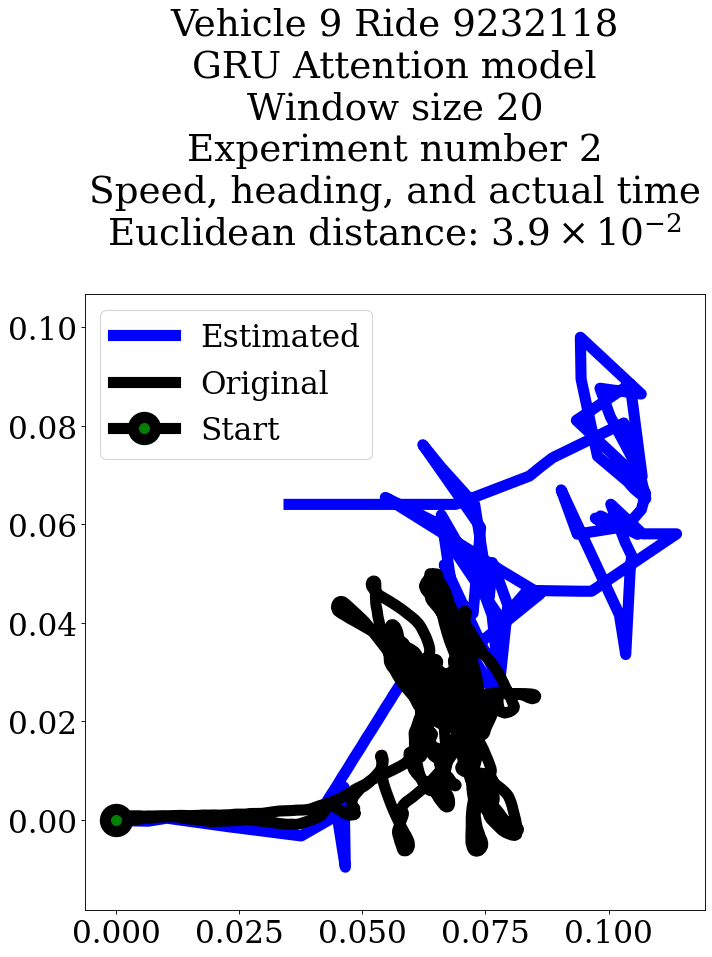 Vehicle 9 Ride 9232118
GRU Attention model
Window size 20
Experiment number 2
Speed, heading, and actual time
Euclidean distance: 3.9 × 10⁻²
Estimated
Original
Start
0.10
0.08
0.06
0.04
0.02
0.00
0.000 0.025 0.050 0.075 0.100